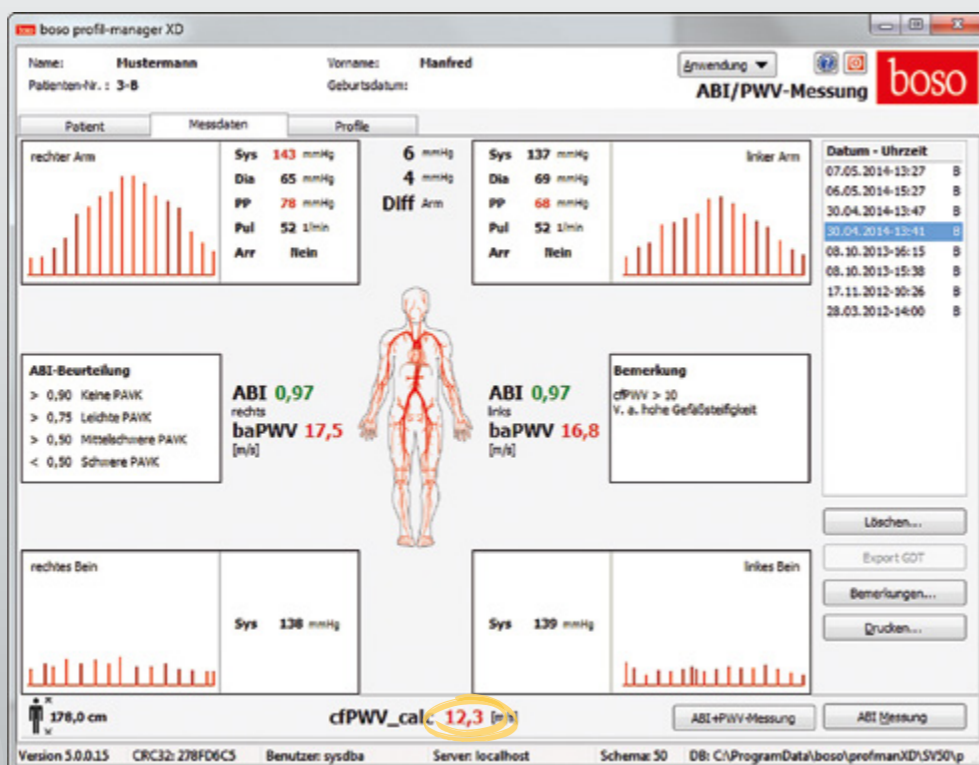 boso boso profil-manager XD
Name: Mustermann Vorname: Manfred Anwendung
Patienten-Nr. : 3-8 Geburtsdatum:
ABI/PWV-Messung boso
Patient Messdaten Profile
rechter Arm
Sys 143 mmHg
Dia 65 mmHg
PP 78 mmHg
Pul 52 1/min
Arr Nein
6 mmHg
4 mmHg
Diff Arm
Sys 137 mmHg
Dia 69 mmHg
PP 68 mmHg
Pul 52 1/min
Arr Nein
linker Arm
Datum - Uhrzeit
07.05.2014-13:27 B
06.05.2014-15:27 B
30.04.2014-13:47 B
30.04.2014-13:41 B
08.10.2013-16:15 B
08.10.2013-15:38 B
17.11.2012-10:26 B
28.03.2012-14:00 B
ABI-Beurteilung
> 0,90 Keine PAVK
> 0,75 Leichte PAVK
> 0,50 Mittelschwere PAVK
< 0,50 Schwere PAVK
ABI 0,97
rechts
baPWV 17,5
[m/s]
ABI 0,97
links
baPWV 16,8
[m/s]
Bemerkung
cfPWV > 10
V. a. hohe Gefäßsteifigkeit
Löschen...
Export GDT
Bemerkungen...
Drucken...
rechtes Bein
Sys 138 mmHg
Sys 139 mmHg
linkes Bein
178,0 cm
cfPWV_calc 12,3 [m/s]
ABI+PWV-Messung
ABI Messung
Version 5.0.0.15 CRC32: 278FD6C5 Benutzer: sysdba Server: localhost Schema: 50 DB: C:\ProgramData\boso\profmanXD\SV50\p